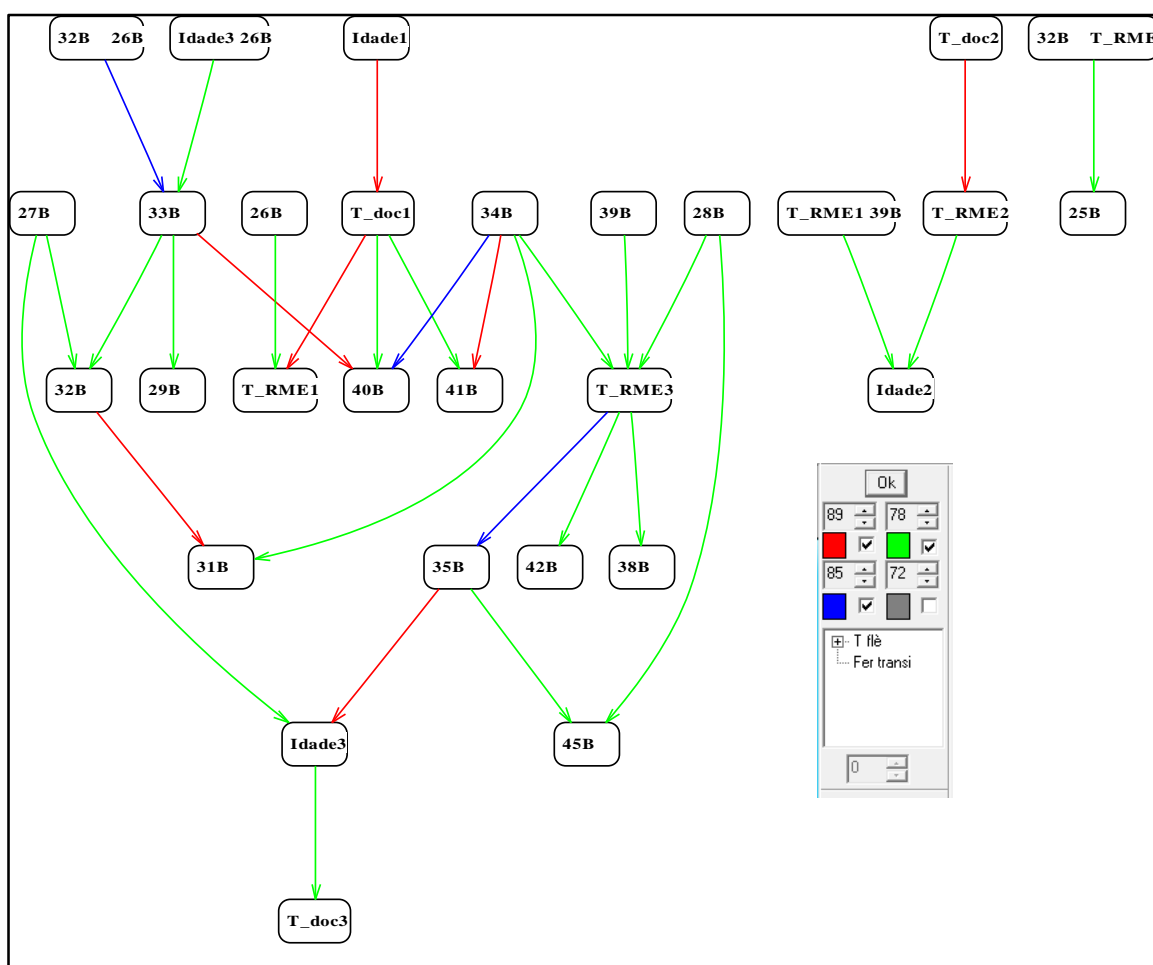 32B 26B
Idade3 26B
Idade1
T_doc2
32B T_RME
27B
33B
26B
T_doc1
34B
39B
28B
T_RME1 39B
T_RME2
25B
32B
29B
T_RME1
40B
41B
T_RME3
Idade2
31B
35B
42B
38B
Ok
89 78
85 72
T flè
Fer transi
0
Idade3
45B
T_doc3